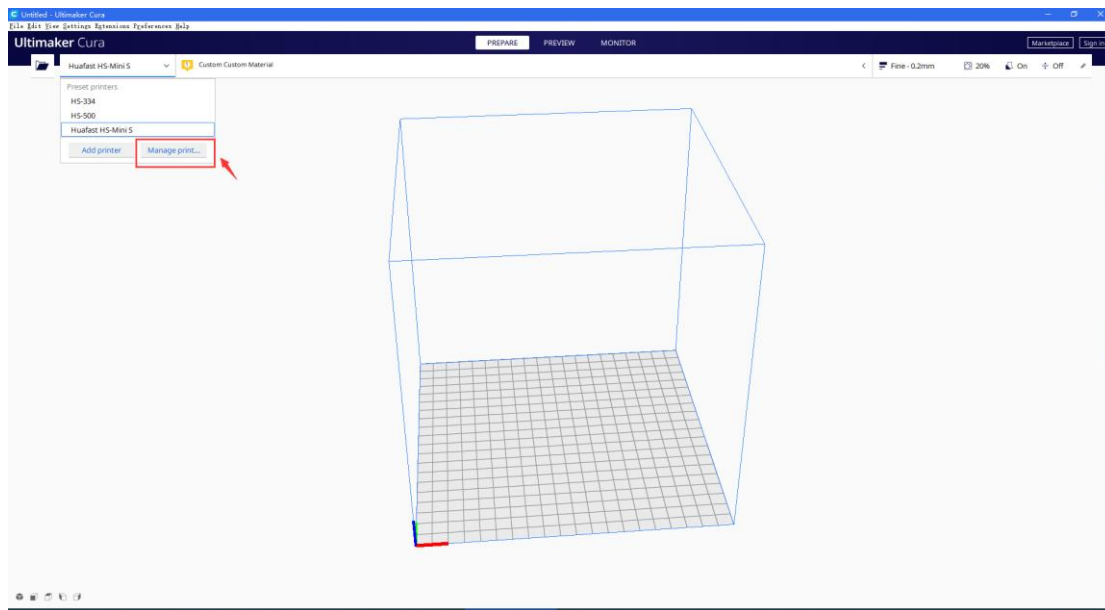 Untitled - Ultimaker Cura
File Edit View Settings Extensions Preferences Help
Ultimaker Cura
PREPARE PREVIEW MONITOR
Marketplace Sign in
Huafast HS-Mini S
Custom Custom Material
Fine - 0.2mm 20% On Off
Preset printers
HS-334
HS-500
Huafast HS-Mini S
Add printer Manage print...